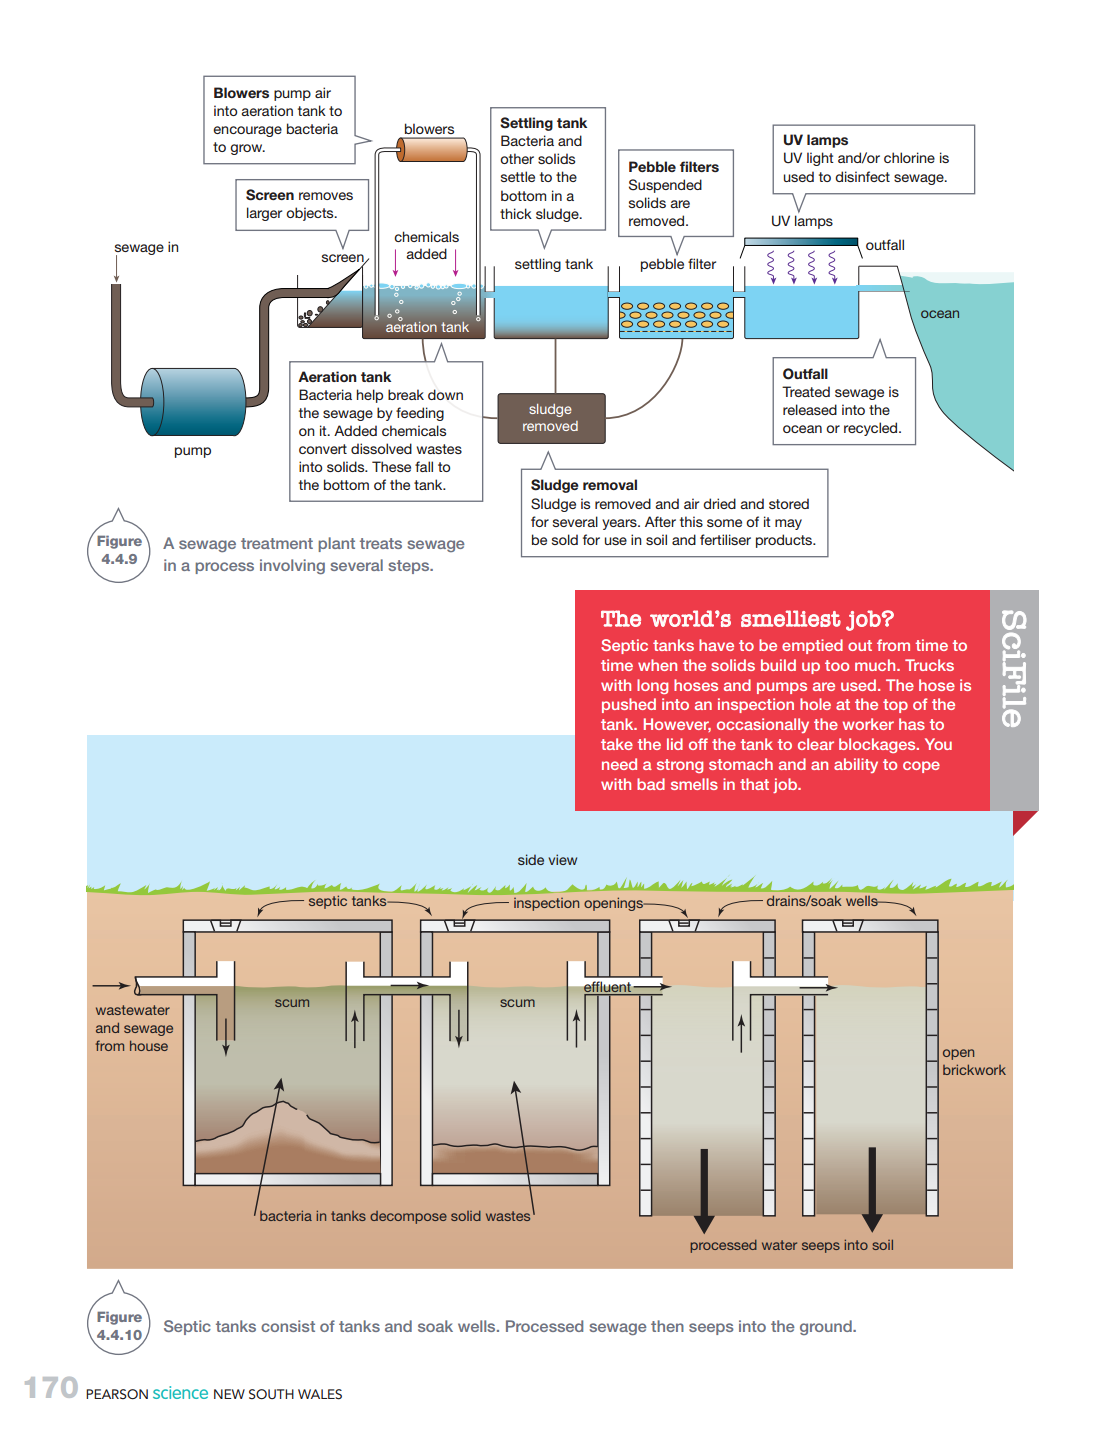 Blowers pump air
into aeration tank to
encourage bacteria
to grow.
blowers
Settling tank
Bacteria and
other solids
settle to the
bottom in a
thick sludge.
UV lamps
UV light and/or chlorine is
used to disinfect sewage.
Pebble filters
Suspended
solids are
removed.
Screen removes
larger objects.
UV lamps
sewage in
screen
chemicals
added
settling tank
pebble filter
outfall
aeration tank
ocean
pump
Aeration tank
Bacteria help break down
the sewage by feeding
on it. Added chemicals
convert dissolved wastes
into solids. These fall to
the bottom of the tank.
sludge
removed
Outfall
Treated sewage is
released into the
ocean or recycled.
Sludge removal
Sludge is removed and air dried and stored
for several years. After this some of it may
be sold for use in soil and fertiliser products.
Figure
4.4.9
A sewage treatment plant treats sewage
in a process involving several steps.
The world's smelliest job?
Septic tanks have to be emptied out from time to
time when the solids build up too much. Trucks
with long hoses and pumps are used. The hose is
pushed into an inspection hole at the top of the
tank. However, occasionally the worker has to
take the lid off the tank to clear blockages. You
need a strong stomach and an ability to cope
with bad smells in that job.
SciFile
side view
septic tanks
inspection openings
drains/soak wells
wastewater
and sewage
from house
scum
scum
effluent
open
brickwork
bacteria in tanks decompose solid wastes
processed water seeps into soil
Figure
4.4.10
Septic tanks consist of tanks and soak wells. Processed sewage then seeps into the ground.
170 PEARSON science NEW SOUTH WALES